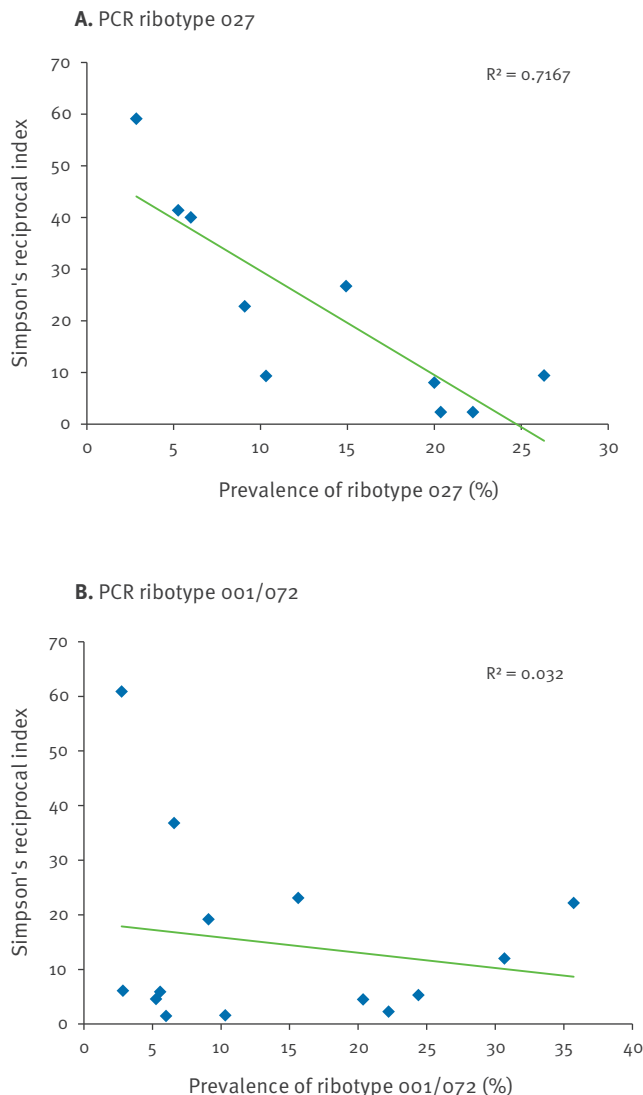 A. PCR ribotype 027
70
R² = 0.7167
60
50
40
30
20
10
0
0 5 10 15 20 25 30
Simpson's reciprocal index
Prevalence of ribotype 027 (%)
B. PCR ribotype 001/072
70
R² = 0.032
60
50
40
30
20
10
0
0 5 10 15 20 25 30 35 40
Simpson's reciprocal index
Prevalence of ribotype 001/072 (%)